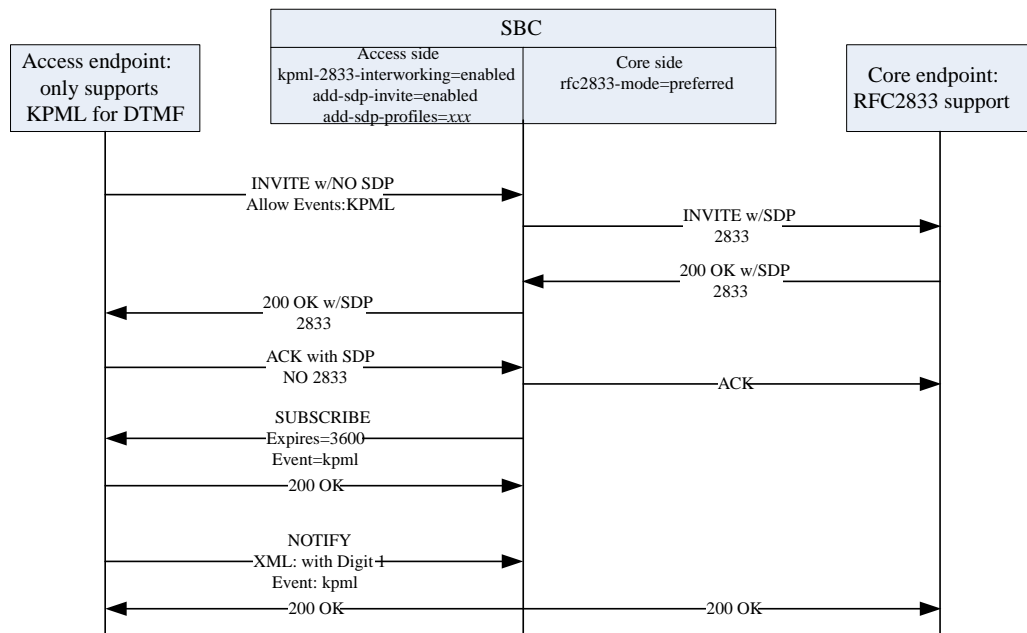 SBC
Access endpoint:
only supports
KPML for DTMF
Access side
kpml-2833-interworking=enabled
add-sdp-invite=enabled
add-sdp-profiles=xxx
Core side
rfc2833-mode=preferred
Core endpoint:
RFC2833 support
INVITE w/NO SDP
Allow Events:KPML
INVITE w/SDP
2833
200 OK w/SDP
2833
200 OK w/SDP
2833
ACK with SDP
NO 2833
ACK
SUBSCRIBE
Expires=3600
Event=kpml
200 OK
NOTIFY
XML: with Digit 1
Event: kpml
200 OK
200 OK